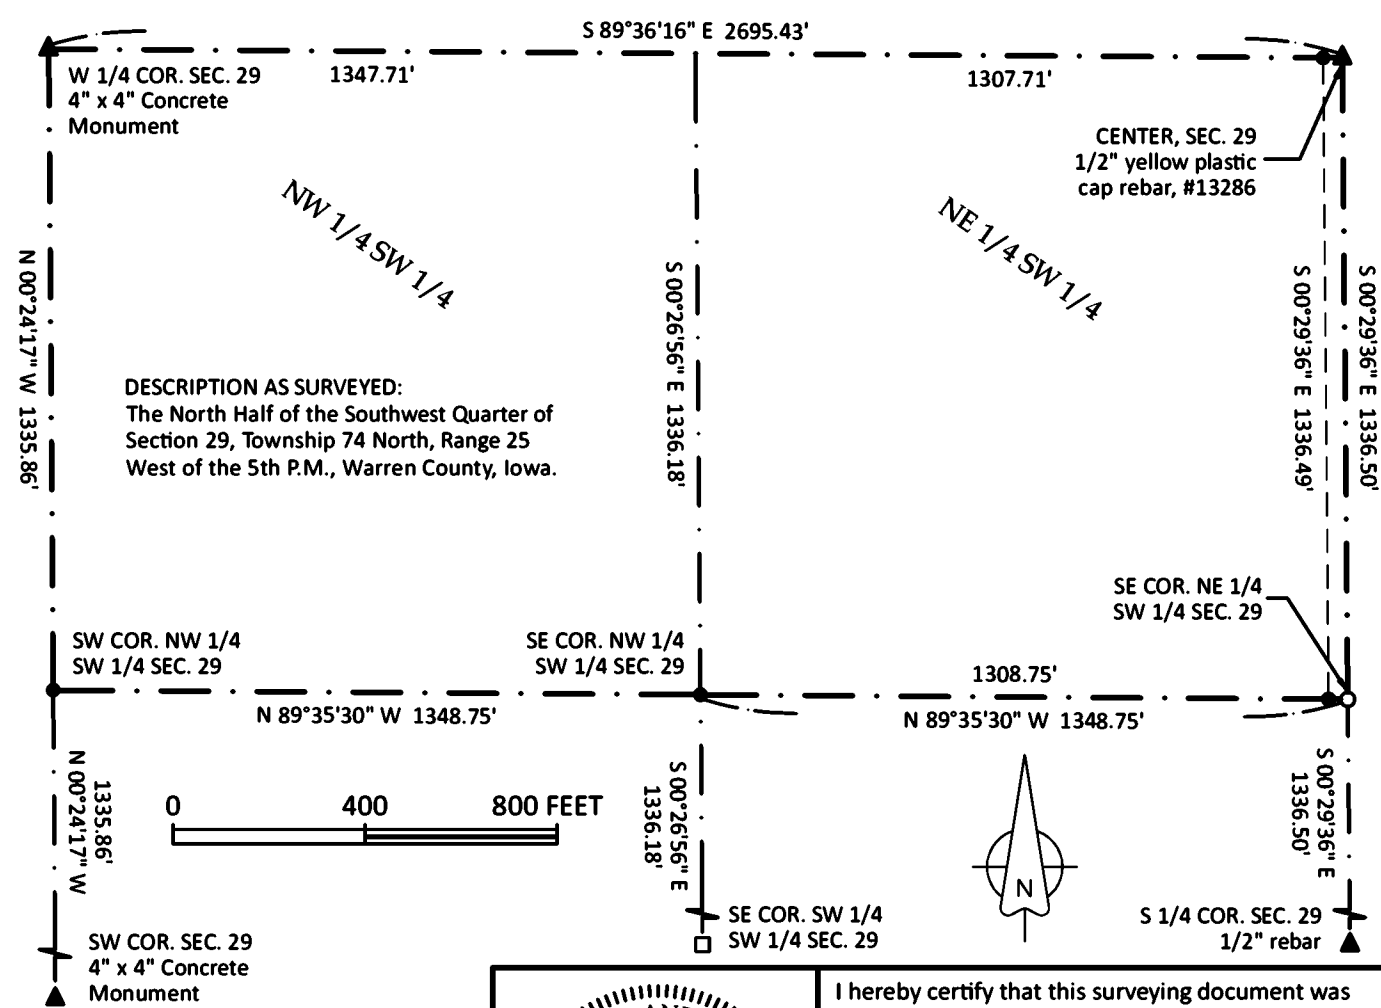 S 89°36'16" E 2695.43'
1347.71'
1307.71'
W 1/4 COR. SEC. 29
4" x 4" Concrete
Monument
CENTER, SEC. 29
1/2" yellow plastic
cap rebar, #13286
NW 1/4 SW 1/4
NE 1/4 SW 1/4
N 00°24'17" W 1335.86'
S 00°26'56" E 1336.18'
S 00°29'36" E 1336.49'
S 00°29'36" E 1336.50'
DESCRIPTION AS SURVEYED:
The North Half of the Southwest Quarter of
Section 29, Township 74 North, Range 25
West of the 5th P.M., Warren County, Iowa.
SE COR. NE 1/4
SW 1/4 SEC. 29
SW COR. NW 1/4
SW 1/4 SEC. 29
SE COR. NW 1/4
SW 1/4 SEC. 29
1308.75'
N 89°35'30" W 1348.75'
N 89°35'30" W 1348.75'
N 00°24'17" W
1335.86'
0 400 800 FEET
S 00°26'56" E
1336.18'
N
S 00°29'36" E
1336.50'
SE COR. SW 1/4
SW 1/4 SEC. 29
S 1/4 COR. SEC. 29
1/2" rebar
SW COR. SEC. 29
4" x 4" Concrete
Monument
I hereby certify that this surveying document was